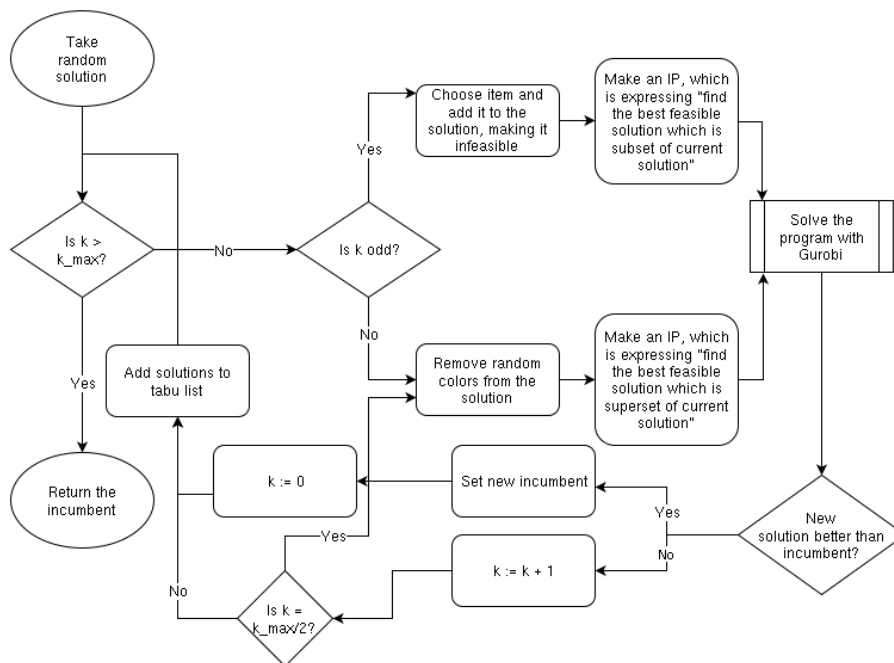 Take
random
solution
Choose item and
add it to the
solution, making it
infeasible
Make an IP, which
is expressing "find
the best feasible
solution which is
subset of current
solution"
Yes
Is k >
k_max?
No
Is k odd?
Solve the
program with
Gurobi
No
Yes
Add solutions to
tabu list
Remove random
colors from the
solution
Make an IP, which
is expressing "find
the best feasible
solution which is
superset of current
solution"
Return the
incumbent
k := 0
Set new incumbent
Yes
No
New
solution better than
incumbent?
Yes
k := k + 1
No
Is k =
k_max/2?